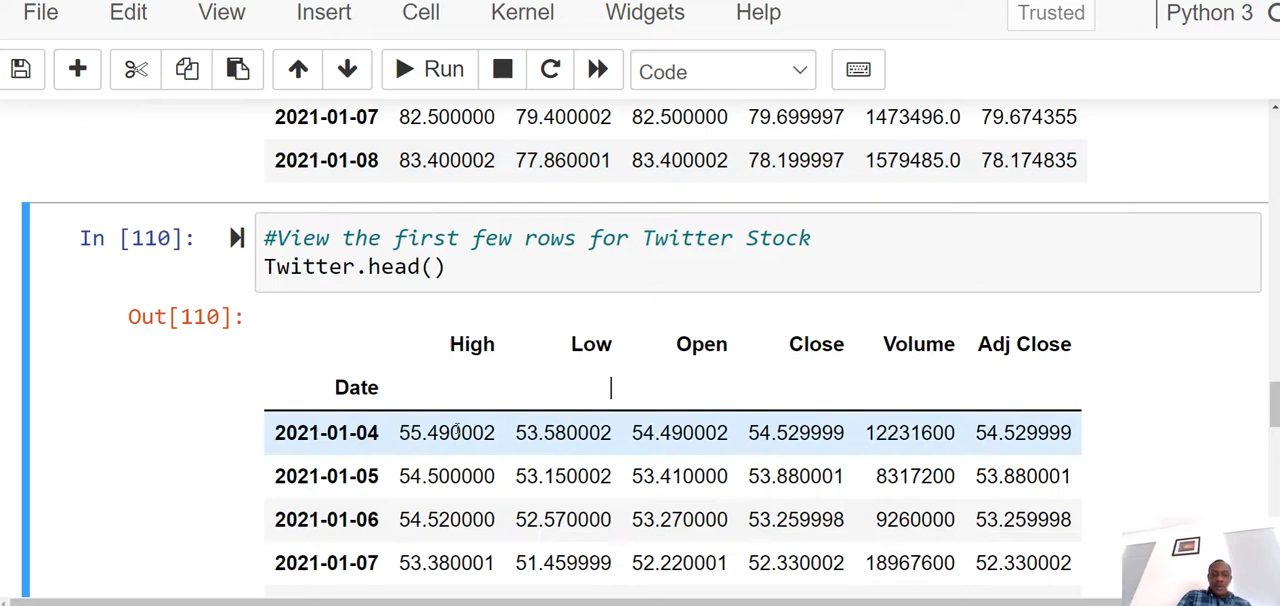 File Edit View Insert Cell Kernel Widgets Help Trusted Python 3
Run Code
2021-01-07 82.500000 79.400002 82.500000 79.699997 1473496.0 79.674355
2021-01-08 83.400002 77.860001 83.400002 78.199997 1579485.0 78.174835
In [110]: #View the first few rows for Twitter Stock
Twitter.head()
Out[110]:
High Low Open Close Volume Adj Close
Date
2021-01-04 55.490002 53.580002 54.490002 54.529999 12231600 54.529999
2021-01-05 54.500000 53.150002 53.410000 53.880001 8317200 53.880001
2021-01-06 54.520000 52.570000 53.270000 53.259998 9260000 53.259998
2021-01-07 53.380001 51.459999 52.220001 52.330002 18967600 52.330002